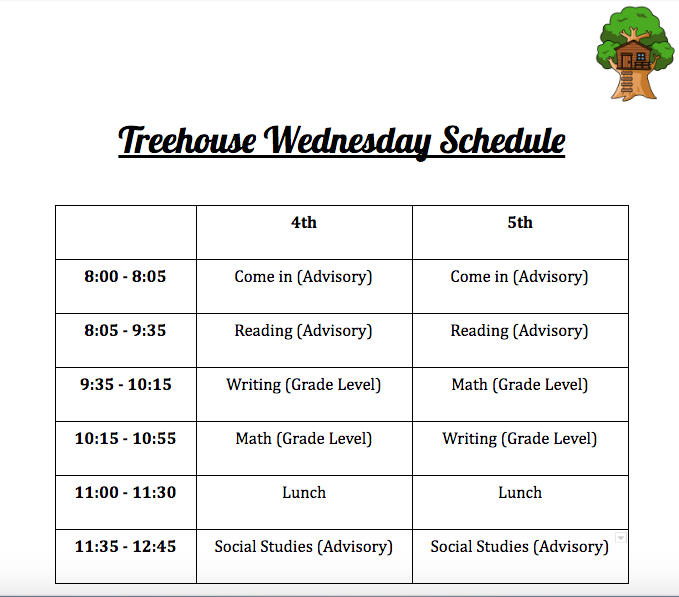 Treehouse Wednesday Schedule
4th 5th
8:00 - 8:05 Come in (Advisory) Come in (Advisory)
8:05 - 9:35 Reading (Advisory) Reading (Advisory)
9:35 - 10:15 Writing (Grade Level) Math (Grade Level)
10:15 - 10:55 Math (Grade Level) Writing (Grade Level)
11:00 - 11:30 Lunch Lunch
11:35 - 12:45 Social Studies (Advisory) Social Studies (Advisory)